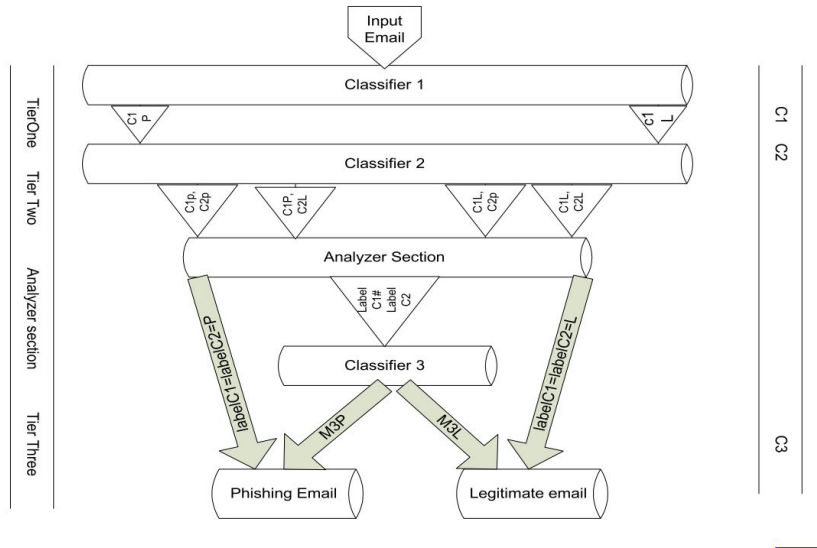 Input
Email
Classifier 1
C1
P
C1
L
Classifier 2
C1p,
C2p
C1P,
C2L
C1L,
C2p
C1L,
C2L
Analyzer Section
Label
C1#
Label
C2
Classifier 3
labelC1=labelC2=P
M3P
M3L
labelC1=labelC2=L
Phishing Email
Legitimate email
TierOne
Tier Two
Analyzer section
Tier Three
C1
C2
C3